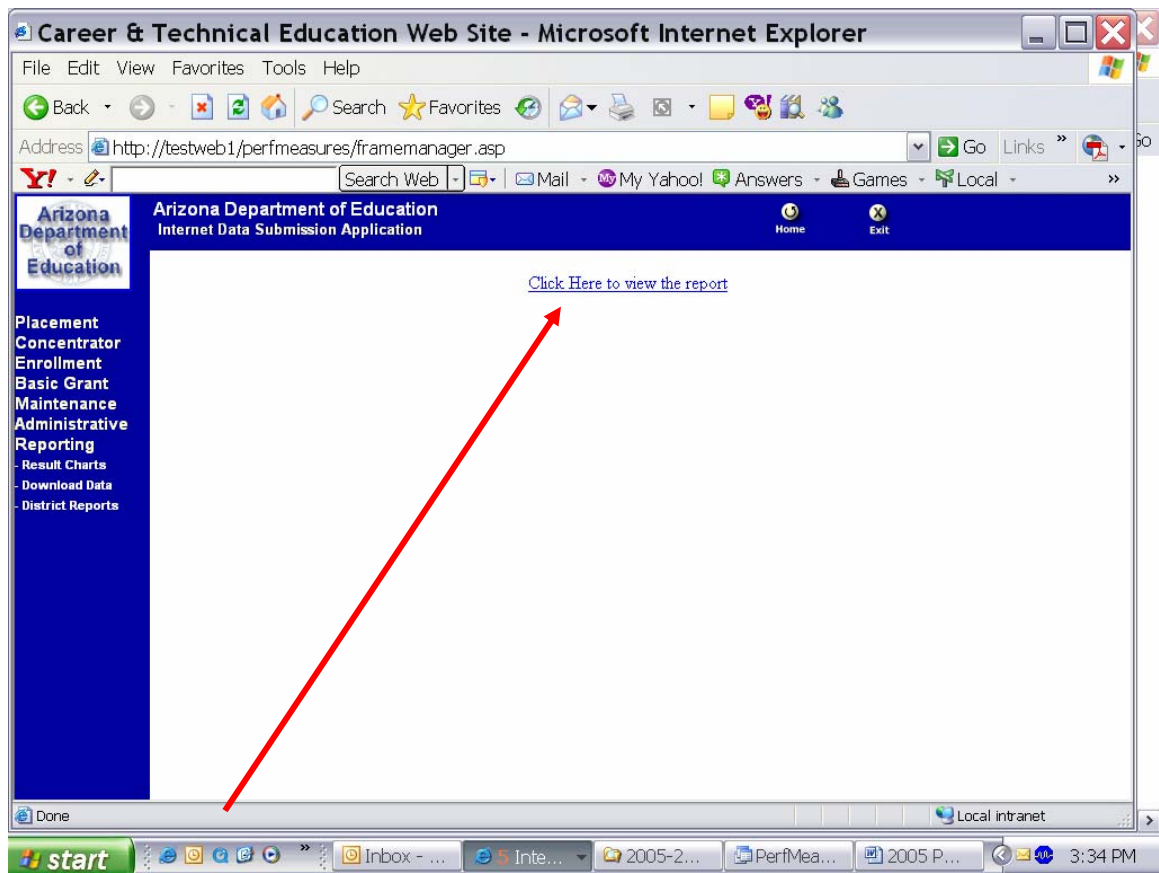 Career & Technical Education Web Site - Microsoft Internet Explorer
File Edit View Favorites Tools Help
Back Search Favorites
Address http://testweb1/perfmeasures/framemanager.asp Go Links
Y! Search Web Mail My Yahoo! Answers Games Local
Arizona
Department
of
Education
Arizona Department of Education
Internet Data Submission Application
Home Exit
Click Here to view the report
Placement
Concentrator
Enrollment
Basic Grant
Maintenance
Administrative
Reporting
- Result Charts
- Download Data
- District Reports
Done Local intranet
start Inbox - ... 5 Inte... 2005-2... PerfMea... 2005 P... 3:34 PM